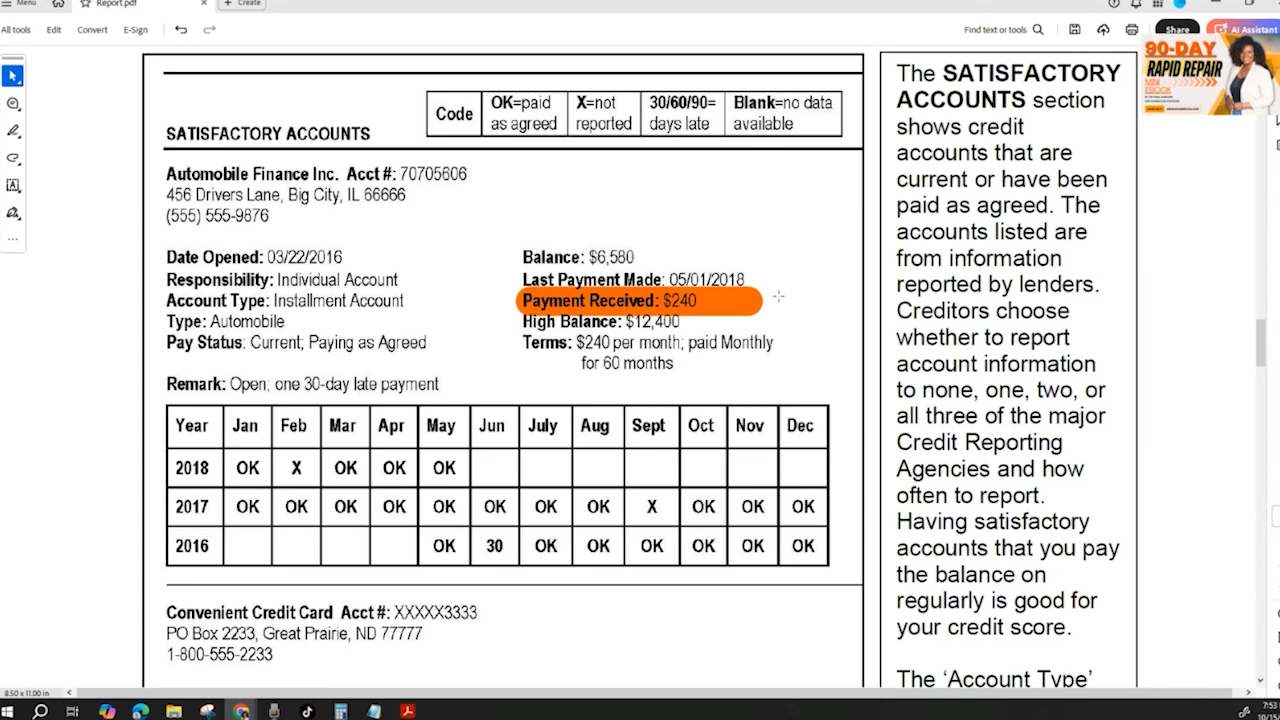 Menu
Report.pdf
+ Create
All tools Edit Convert E-Sign
Find text or tools
Share
AI Assistant
90-DAY
RAPID REPAIR
MINI
EBOOK
Code
OK=paid as agreed
X=not reported
30/60/90= days late
Blank=no data available
SATISFACTORY ACCOUNTS
Automobile Finance Inc. Acct #: 70705606
456 Drivers Lane, Big City, IL 66666
(555) 555-9876
Date Opened: 03/22/2016
Responsibility: Individual Account
Account Type: Installment Account
Type: Automobile
Pay Status: Current; Paying as Agreed
Balance: $6,580
Last Payment Made: 05/01/2018
Payment Received: $240
High Balance: $12,400
Terms: $240 per month; paid Monthly
for 60 months
Remark: Open; one 30-day late payment
Year Jan Feb Mar Apr May Jun July Aug Sept Oct Nov Dec
2018 OK X OK OK OK
2017 OK OK OK OK OK OK OK OK X OK OK OK
2016 OK 30 OK OK OK OK OK OK
Convenient Credit Card Acct #: XXXXX3333
PO Box 2233, Great Prairie, ND 77777
1-800-555-2233
The SATISFACTORY
ACCOUNTS section
shows credit
accounts that are
current or have been
paid as agreed. The
accounts listed are
from information
reported by lenders.
Creditors choose
whether to report
account information
to none, one, two, or
all three of the major
Credit Reporting
Agencies and how
often to report.
Having satisfactory
accounts that you pay
the balance on
regularly is good for
your credit score.
The ‘Account Type’
8.50 x 11.00 in
7:53